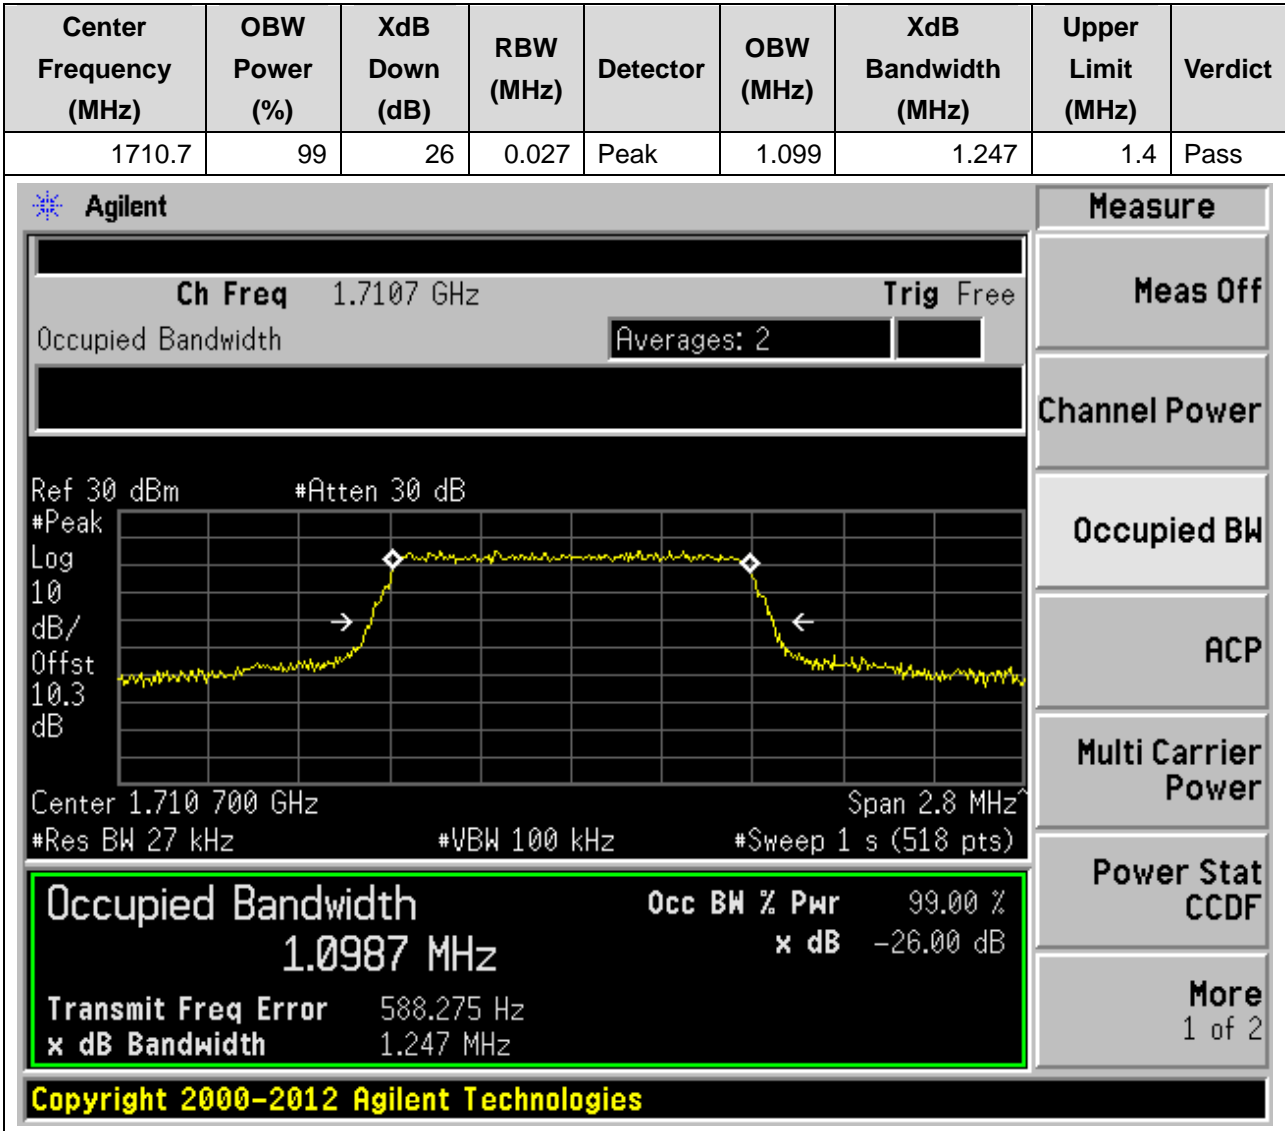 Center Frequency (MHz) OBW Power (%) XdB Down (dB) RBW (MHz) Detector OBW (MHz) XdB Bandwidth (MHz) Upper Limit (MHz) Verdict
1710.7 99 26 0.027 Peak 1.099 1.247 1.4 Pass
Agilent
Measure
Ch Freq 1.7107 GHz Trig Free
Occupied Bandwidth Averages: 2
Meas Off
Channel Power
Occupied BW
ACP
Multi Carrier
Power
Power Stat
CCDF
More
1 of 2
Ref 30 dBm #Atten 30 dB
#Peak
Log
10
dB/
Offst
10.3
dB
Center 1.710 700 GHz Span 2.8 MHz^
#Res BW 27 kHz #VBW 100 kHz #Sweep 1 s (518 pts)
Occupied Bandwidth Occ BW % Pwr 99.00 %
1.0987 MHz x dB -26.00 dB
Transmit Freq Error 588.275 Hz
x dB Bandwidth 1.247 MHz
Copyright 2000-2012 Agilent Technologies